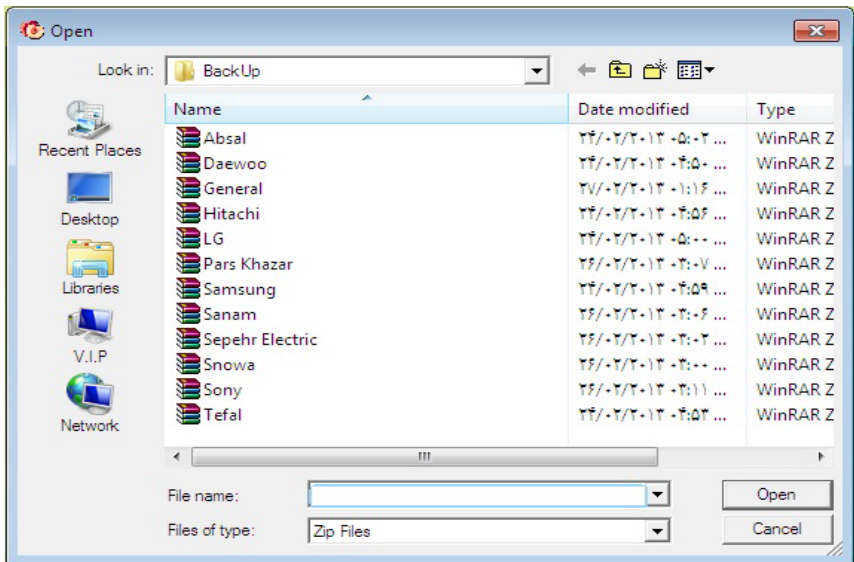 Open
Look in: BackUp
Name Date modified Type
Absal ۲۴/۰۲/۲۰۱۳ ۰۵:۰۲ ... WinRAR Z
Daewoo ۲۴/۰۲/۲۰۱۳ ۰۴:۵۰ ... WinRAR Z
General ۲۷/۰۲/۲۰۱۳ ۰۱:۱۶ ... WinRAR Z
Hitachi ۲۴/۰۲/۲۰۱۳ ۰۴:۵۶ ... WinRAR Z
LG ۲۴/۰۲/۲۰۱۳ ۰۵:۰۰ ... WinRAR Z
Pars Khazar ۲۶/۰۲/۲۰۱۳ ۰۳:۰۷ ... WinRAR Z
Samsung ۲۴/۰۲/۲۰۱۳ ۰۴:۵۹ ... WinRAR Z
Sanam ۲۶/۰۲/۲۰۱۳ ۰۳:۰۶ ... WinRAR Z
Sepehr Electric ۲۶/۰۲/۲۰۱۳ ۰۳:۰۲ ... WinRAR Z
Snowa ۲۶/۰۲/۲۰۱۳ ۰۳:۰۰ ... WinRAR Z
Sony ۲۶/۰۲/۲۰۱۳ ۰۳:۱۱ ... WinRAR Z
Tefal ۲۴/۰۲/۲۰۱۳ ۰۴:۵۳ ... WinRAR Z
Recent Places
Desktop
Libraries
V.I.P
Network
File name: Open
Files of type: Zip Files Cancel